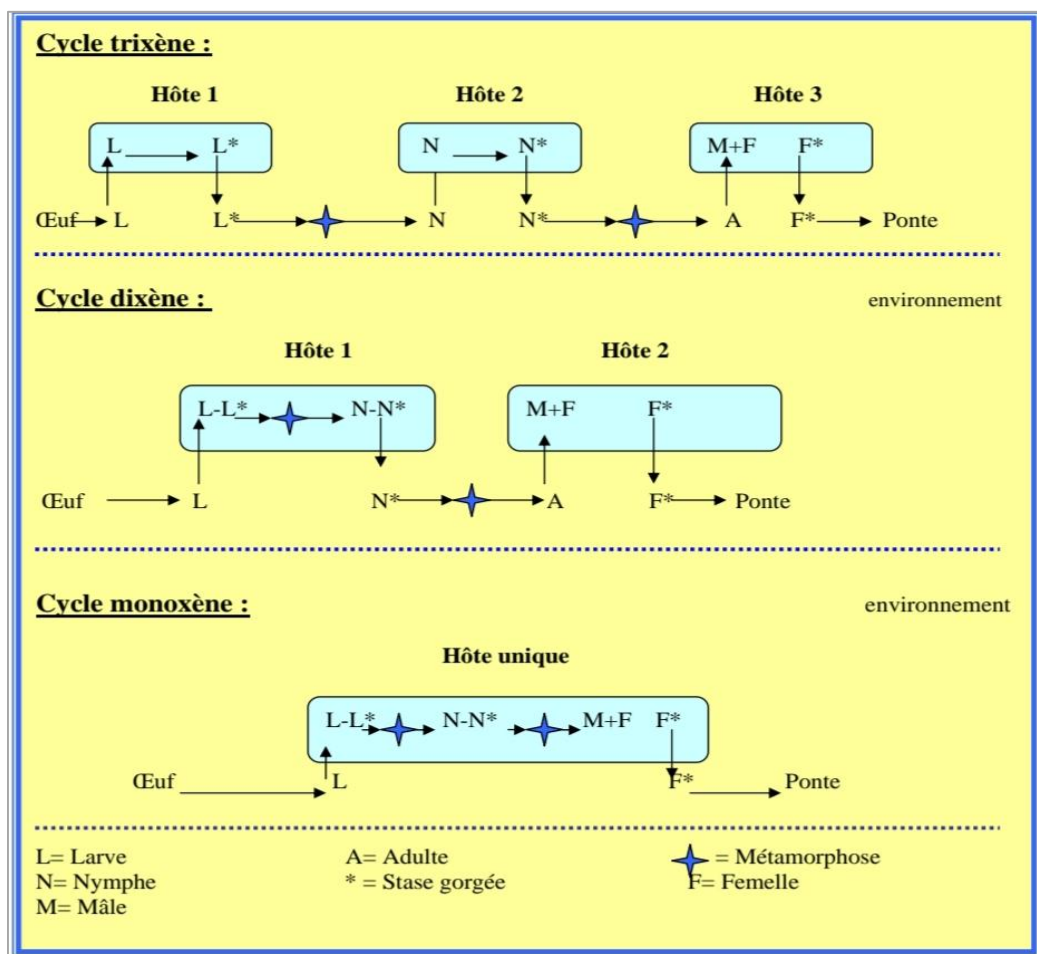 Cycle trixène :
Hôte 1 Hôte 2 Hôte 3
L L* N N* M+F F*
Œuf L L* N N* A F* Ponte
Cycle dixène : environnement
Hôte 1 Hôte 2
L-L* N-N* M+F F*
Œuf L N* A F* Ponte
Cycle monoxène : environnement
Hôte unique
L-L* N-N* M+F F*
Œuf L F* Ponte
L= Larve A= Adulte = Métamorphose
N= Nymphe * = Stase gorgée F= Femelle
M= Mâle